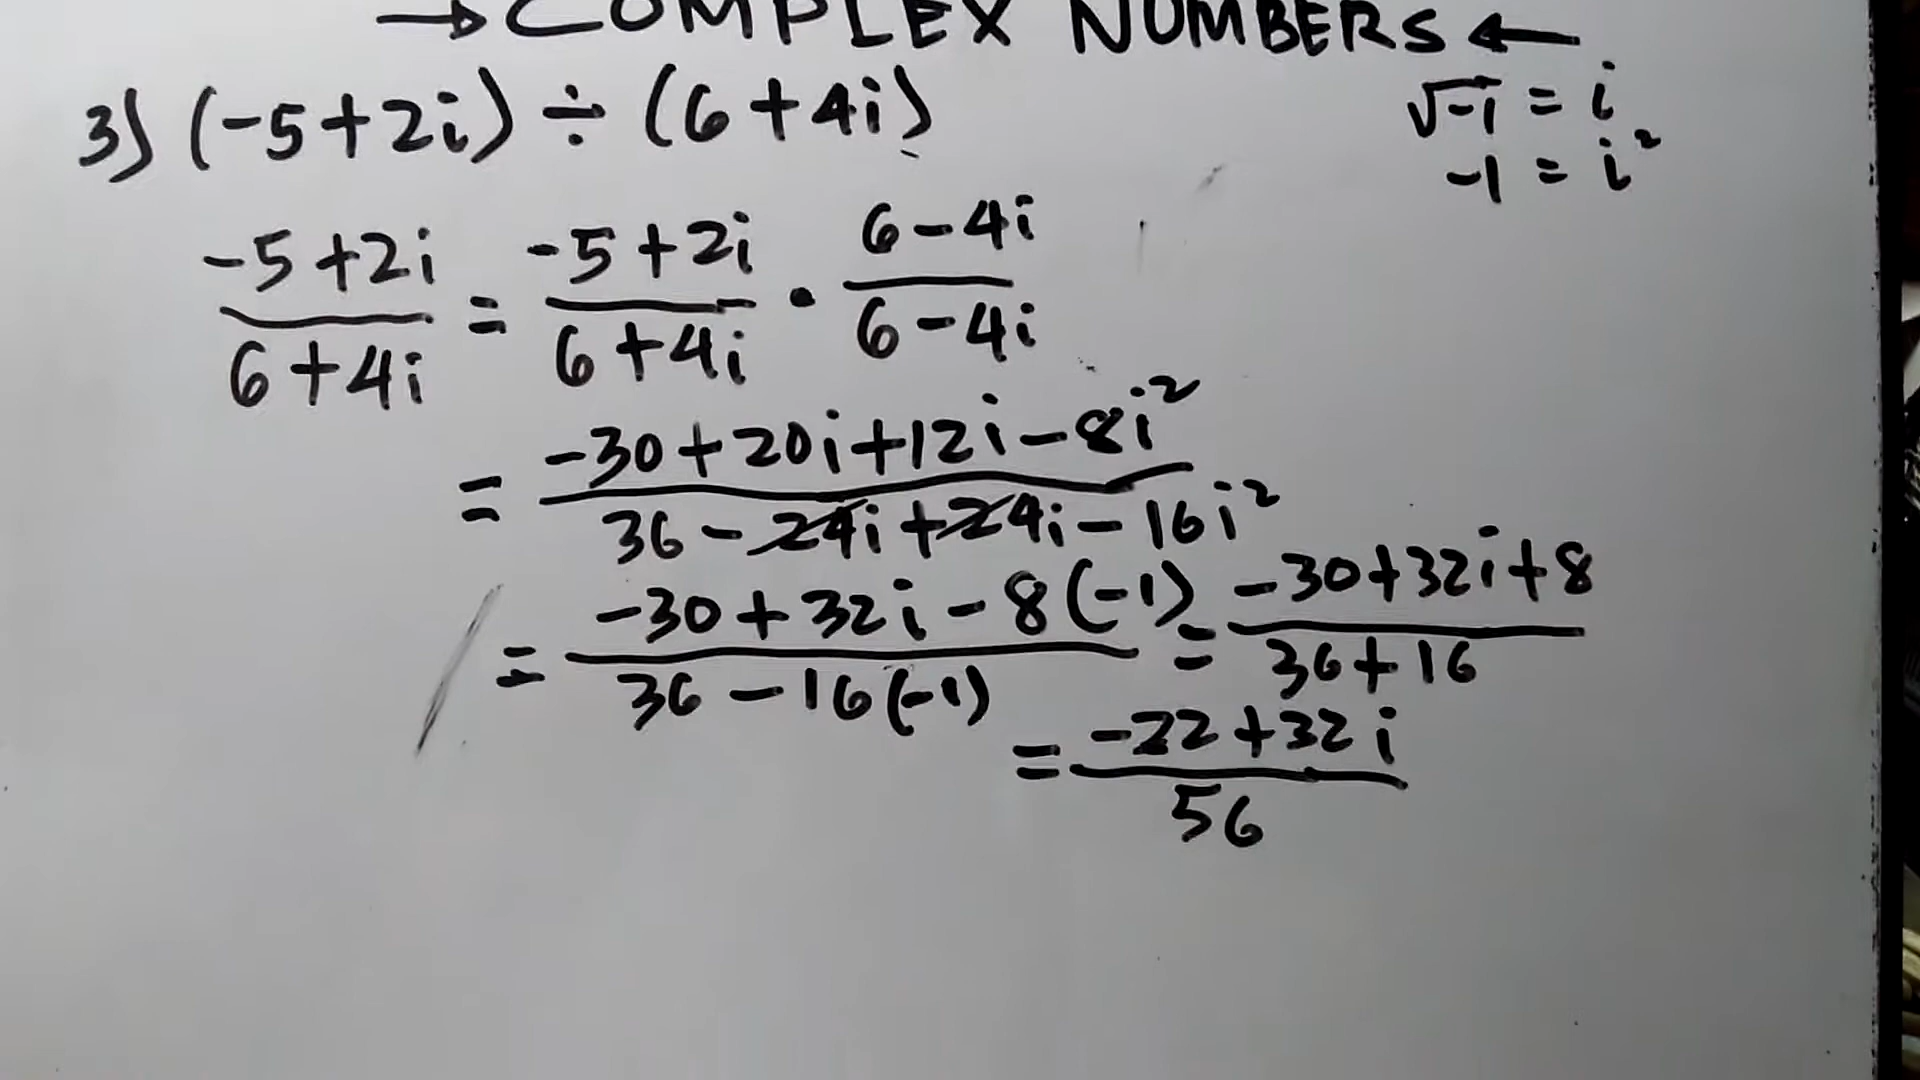 → COMPLEX NUMBERS ←
3) (-5+2i) ÷ (6+4i)
√-1 = i
-1 = i²
(-5+2i)/(6+4i) = (-5+2i)/(6+4i) · (6-4i)/(6-4i)
= (-30+20i+12i-8i²)/(36-24i+24i-16i²)
= (-30+32i-8(-1))/(36-16(-1)) = (-30+32i+8)/(36+16)
= (-22+32i)/56